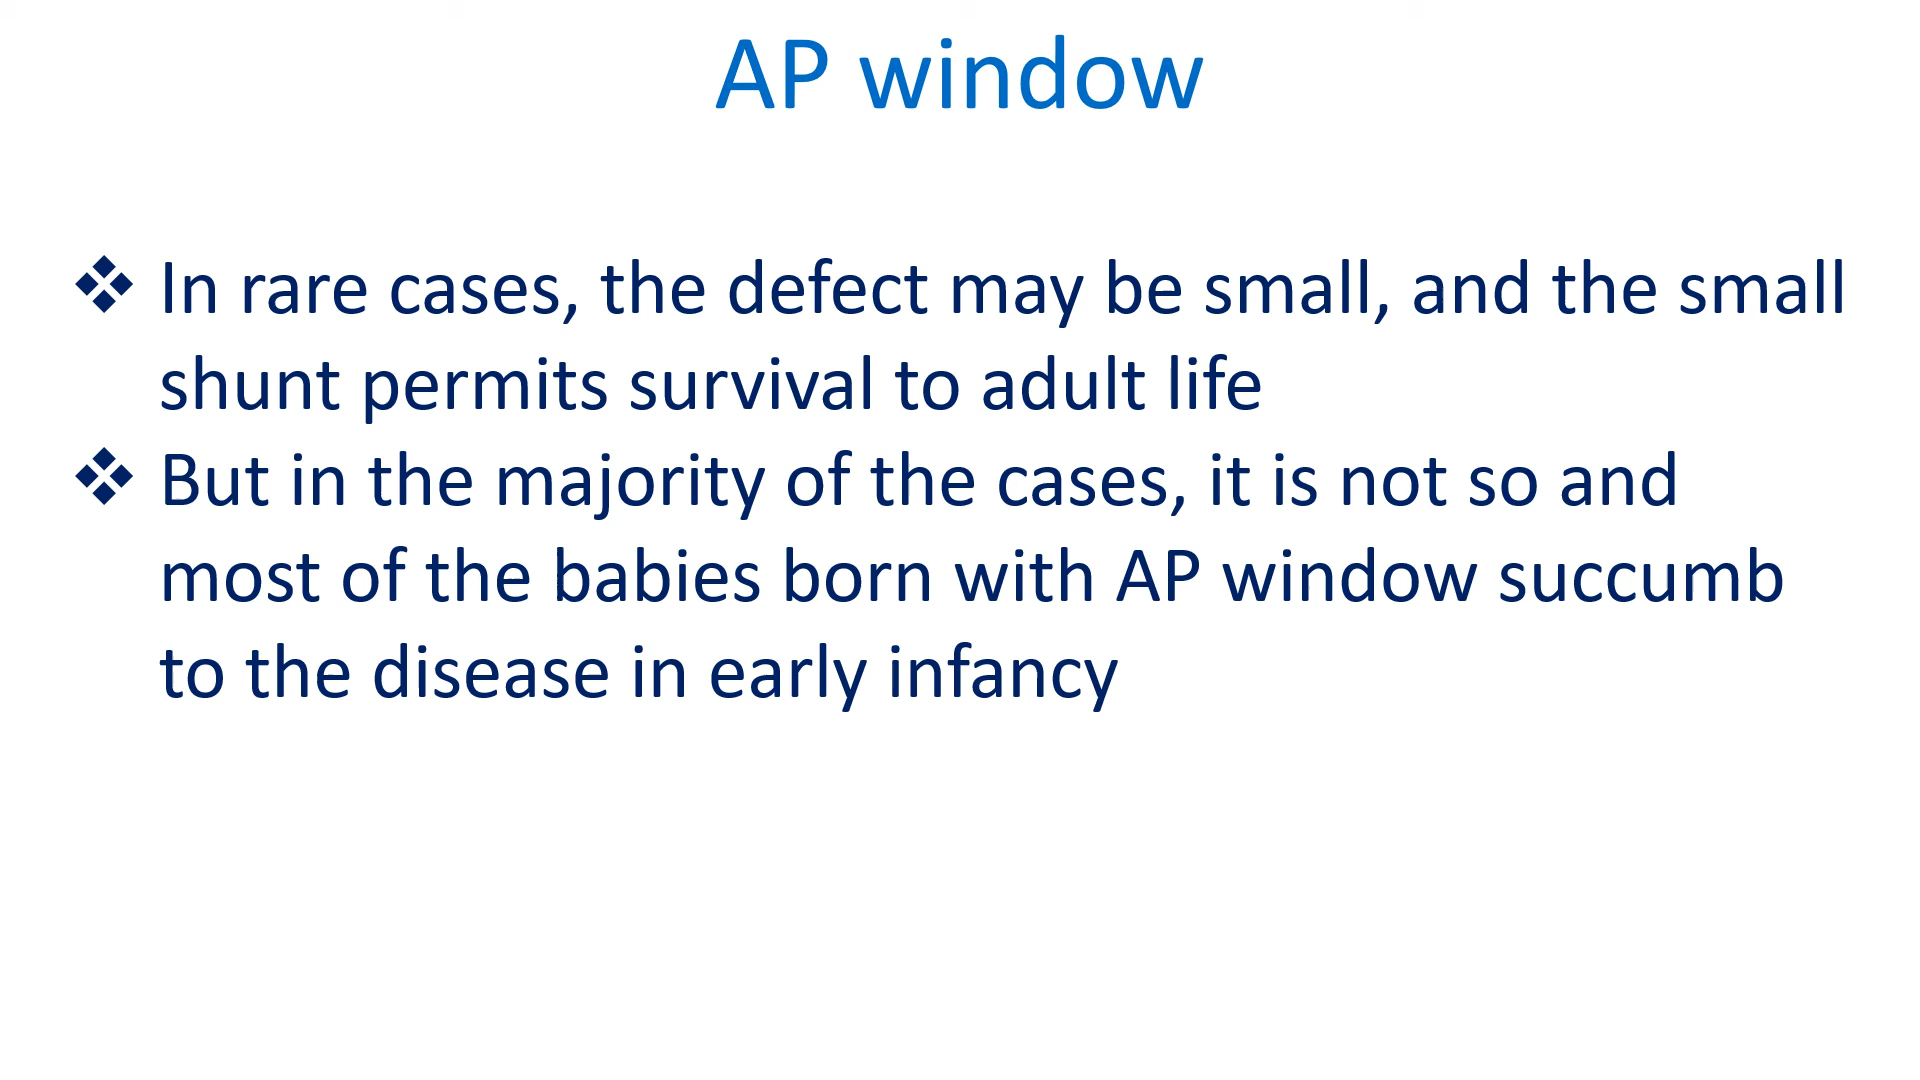 AP window
❖ In rare cases, the defect may be small, and the small
shunt permits survival to adult life
❖ But in the majority of the cases, it is not so and
most of the babies born with AP window succumb
to the disease in early infancy